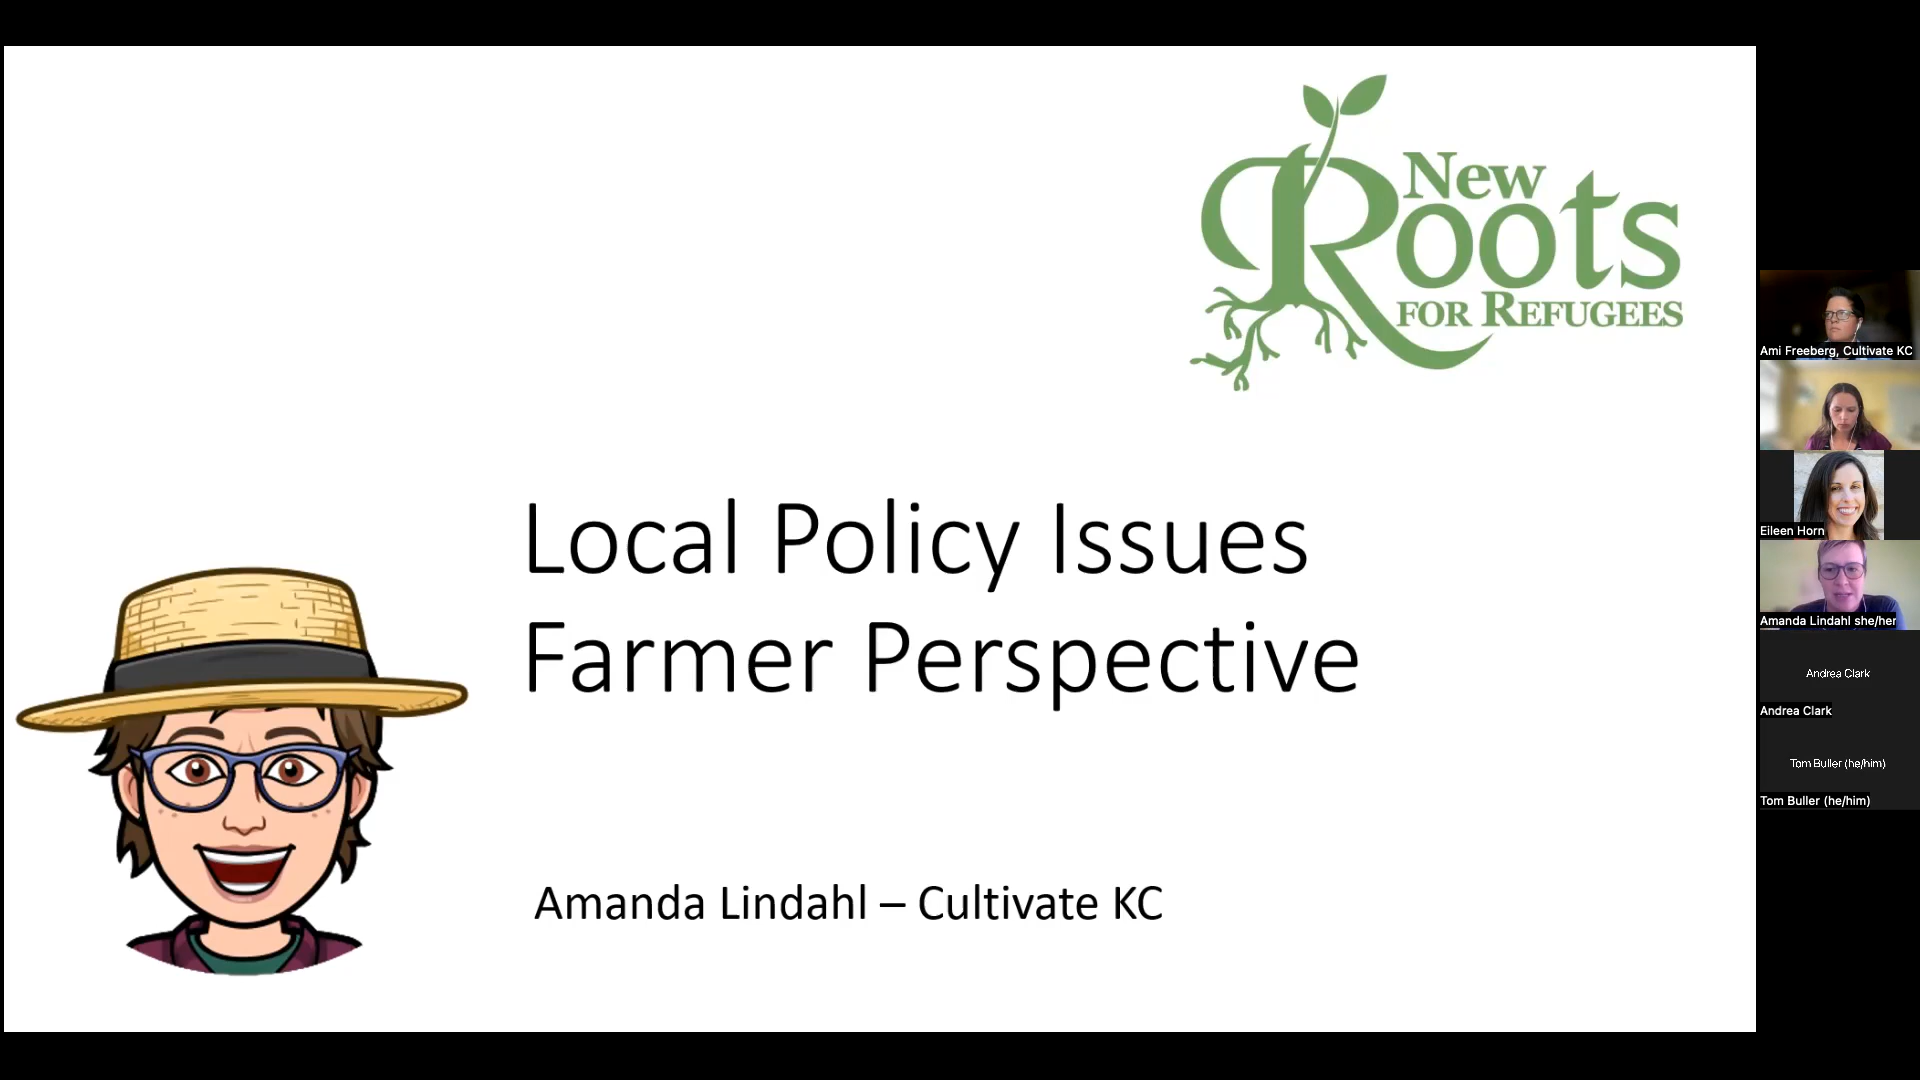 New
Roots
FOR REFUGEES
Local Policy Issues
Farmer Perspective
Amanda Lindahl – Cultivate KC
Ami Freeberg, Cultivate KC
Eileen Horn
Amanda Lindahl she/her
Andrea Clark
Andrea Clark
Tom Buller (he/him)
Tom Buller (he/him)